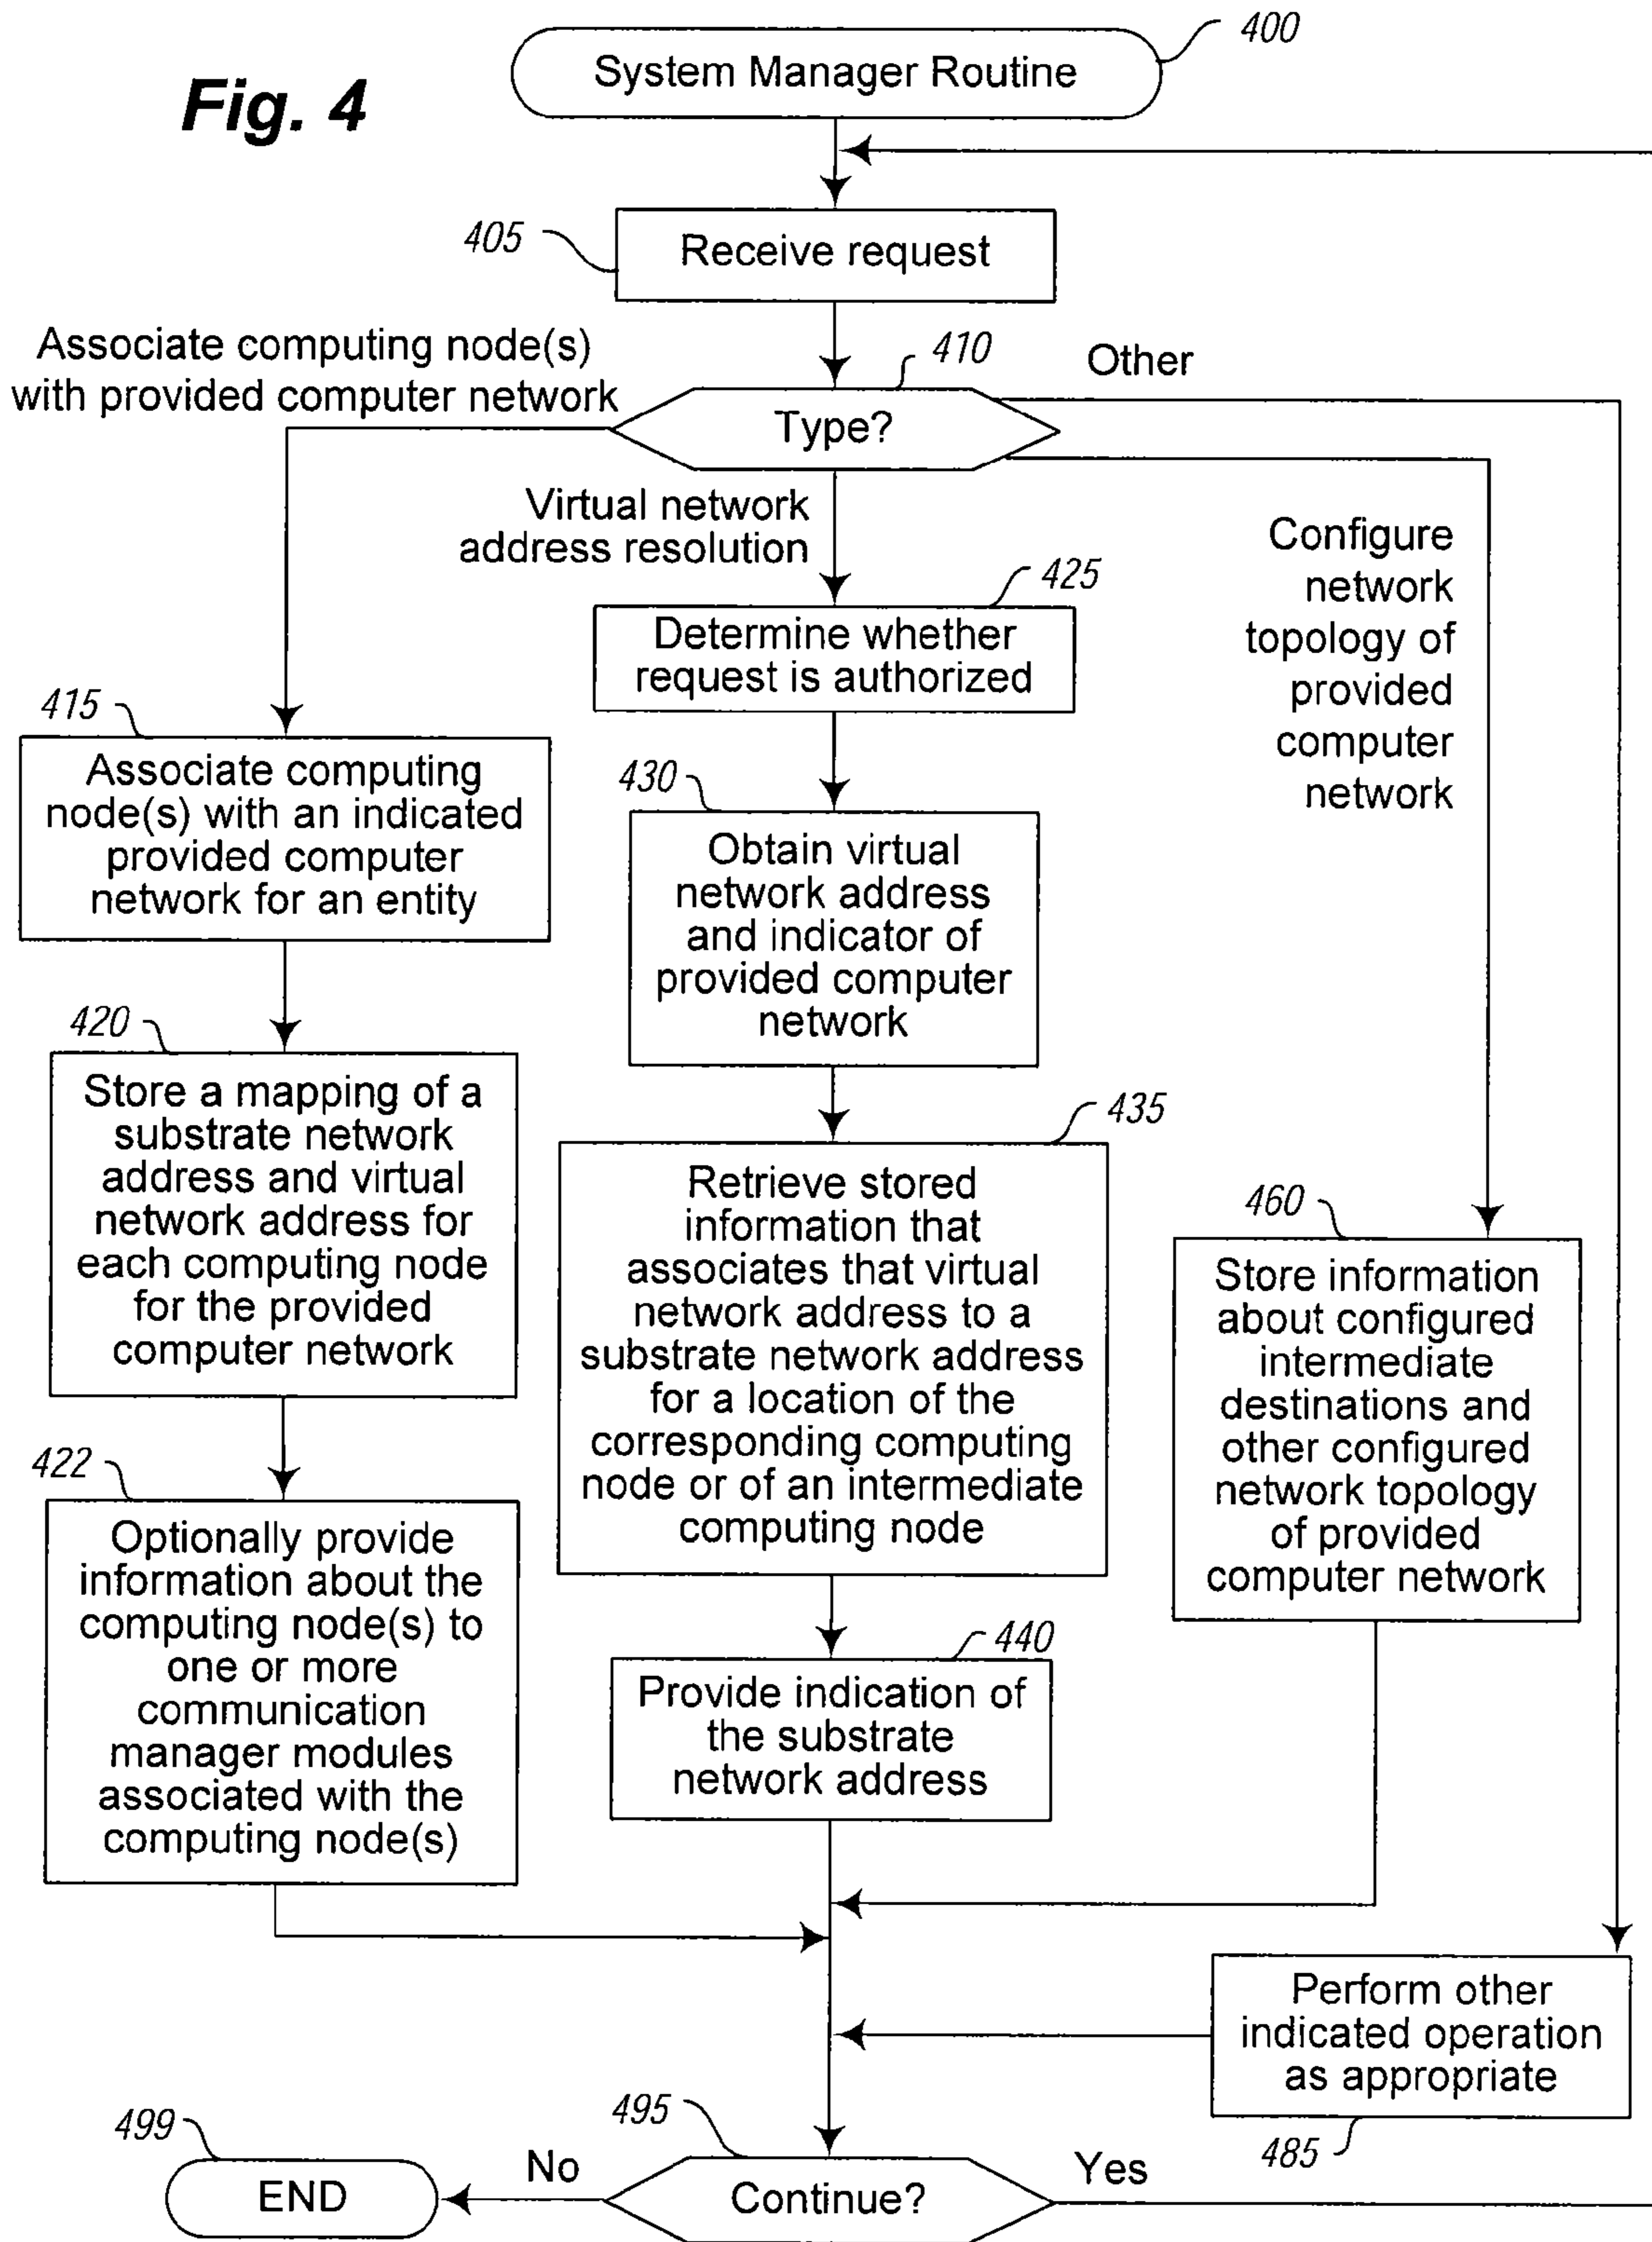 Fig. 4
400
System Manager Routine
405
Receive request
Associate computing node(s)
with provided computer network
410
Other
Type?
Virtual network
address resolution
Configure
network
topology of
provided
computer
network
425
Determine whether
request is authorized
415
Associate computing
node(s) with an indicated
provided computer
network for an entity
430
Obtain virtual
network address
and indicator of
provided computer
network
420
Store a mapping of a
substrate network
address and virtual
network address for
each computing node
for the provided
computer network
435
Retrieve stored
information that
associates that virtual
network address to a
substrate network address
for a location of the
corresponding computing
node or of an intermediate
computing node
460
Store information
about configured
intermediate
destinations and
other configured
network topology
of provided
computer network
422
Optionally provide
information about the
computing node(s) to
one or more
communication
manager modules
associated with the
computing node(s)
440
Provide indication of
the substrate
network address
Perform other
indicated operation
as appropriate
485
495
Continue?
Yes
No
499
END